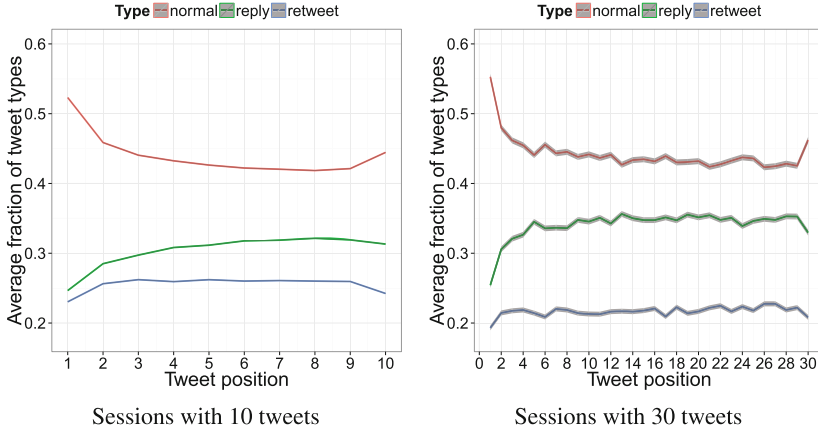 Type normal reply retweet
Average fraction of tweet types
0.6
0.5
0.4
0.3
0.2
1 2 3 4 5 6 7 8 9 10
Tweet position
Sessions with 10 tweets
Type normal reply retweet
Average fraction of tweet types
0.6
0.5
0.4
0.3
0.2
0 2 4 6 8 10 12 14 16 18 20 22 24 26 28 30
Tweet position
Sessions with 30 tweets